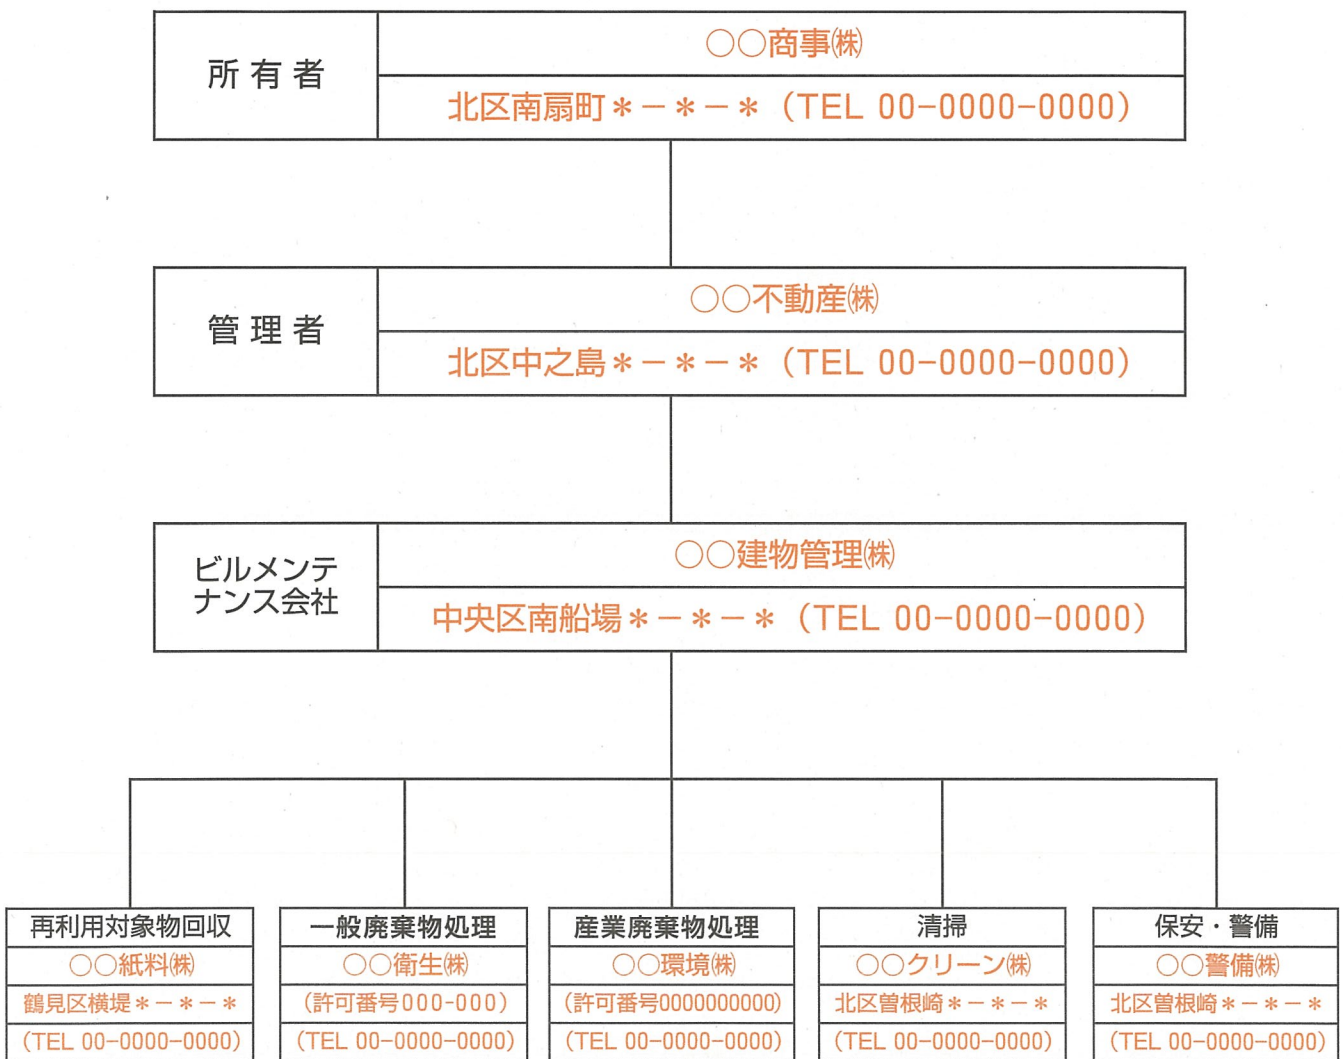 所有者
○○商事㈱
北区南扇町＊－＊－＊（TEL 00-0000-0000）
管理者
○○不動産㈱
北区中之島＊－＊－＊（TEL 00-0000-0000）
ビルメンテ
ナンス会社
○○建物管理㈱
中央区南船場＊－＊－＊（TEL 00-0000-0000）
再利用対象物回収
○○紙料㈱
鶴見区横堤＊－＊－＊
(TEL 00-0000-0000)
一般廃棄物処理
○○衛生㈱
(許可番号000-000)
(TEL 00-0000-0000)
産業廃棄物処理
○○環境㈱
(許可番号0000000000)
(TEL 00-0000-0000)
清掃
○○クリーン㈱
北区曽根崎＊－＊－＊
(TEL 00-0000-0000)
保安・警備
○○警備㈱
北区曽根崎＊－＊－＊
(TEL 00-0000-0000)